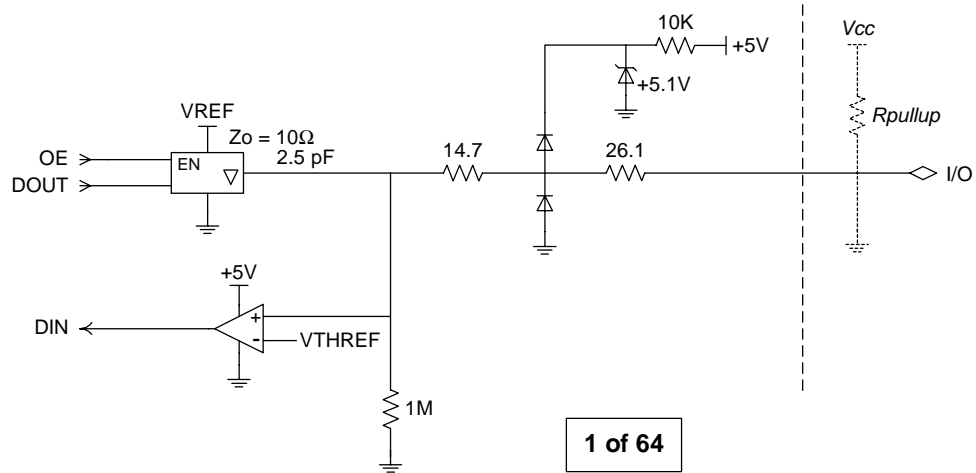 10K
+5V
Vcc
+5.1V
VREF
Rpullup
Zo = 10Ω
2.5 pF
OE
EN
14.7
26.1
DOUT
I/O
+5V
DIN
+
-
VTHREF
1M
1 of 64